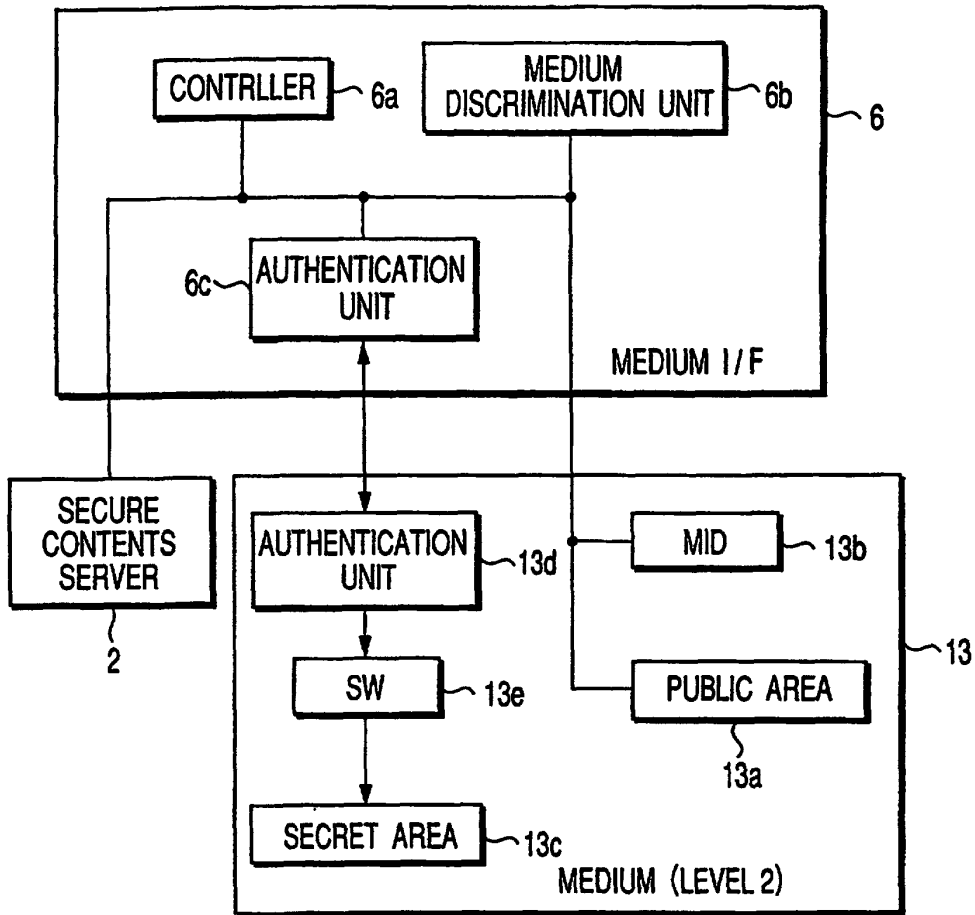 CONTRLLER
6a
MEDIUM
DISCRIMINATION UNIT
6b
6
6c
AUTHENTICATION
UNIT
MEDIUM I/F
SECURE
CONTENTS
SERVER
2
AUTHENTICATION
UNIT
13d
MID
13b
13
SW
13e
PUBLIC AREA
13a
SECRET AREA
13c
MEDIUM (LEVEL 2)